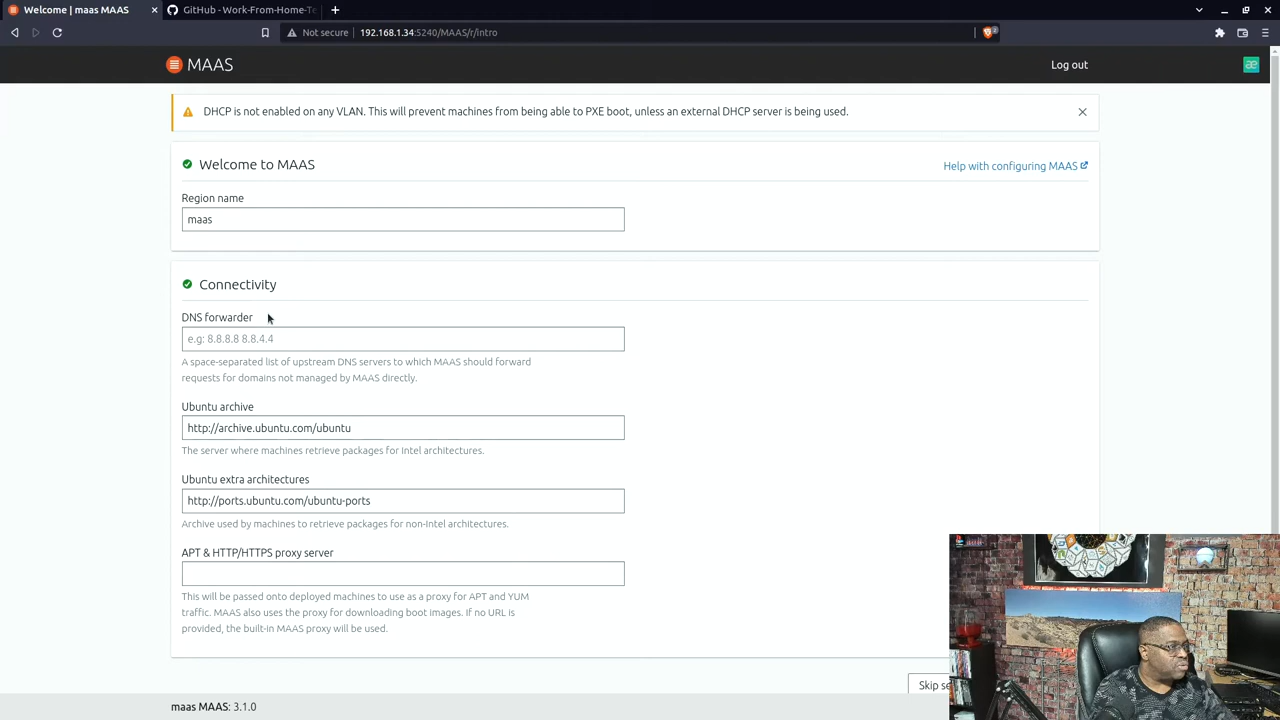 Welcome | maas MAAS
GitHub - Work-From-Home-Te
Not secure
192.168.1.34:5240/MAAS/r/intro
MAAS
Log out
DHCP is not enabled on any VLAN. This will prevent machines from being able to PXE boot, unless an external DHCP server is being used.
Welcome to MAAS
Help with configuring MAAS
Region name
maas
Connectivity
DNS forwarder
e.g: 8.8.8.8 8.8.4.4
A space-separated list of upstream DNS servers to which MAAS should forward
requests for domains not managed by MAAS directly.
Ubuntu archive
http://archive.ubuntu.com/ubuntu
The server where machines retrieve packages for intel architectures.
Ubuntu extra architectures
http://ports.ubuntu.com/ubuntu-ports
Archive used by machines to retrieve packages for non-intel architectures.
APT & HTTP/HTTPS proxy server
This will be passed onto deployed machines to use as a proxy for APT and YUM
traffic. MAAS also uses the proxy for downloading boot images. If no URL is
provided, the built-in MAAS proxy will be used.
Skip se
maas MAAS: 3.1.0